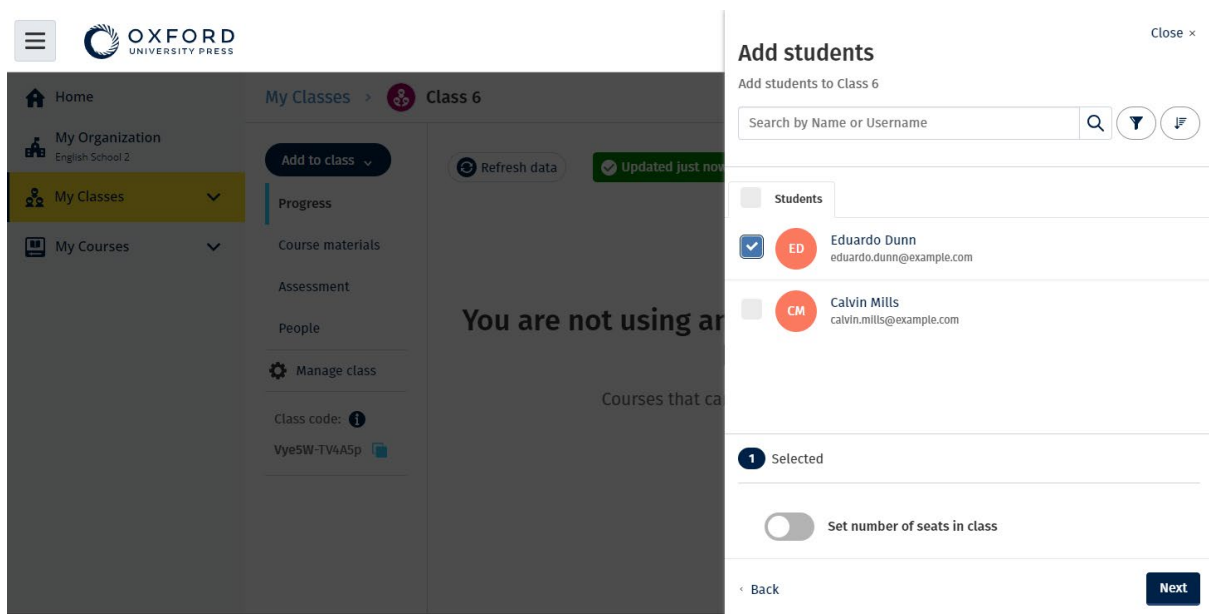 OXFORD
UNIVERSITY PRESS
Home
My Organization
English School 2
My Classes
My Courses
My Classes > Class 6
Add to class
Refresh data
Updated just now
Progress
Course materials
Assessment
People
Manage class
Class code:
Vye5W-TV4A5p
You are not using
Courses that
Close ×
Add students
Add students to Class 6
Search by Name or Username
Students
ED
Eduardo Dunn
eduardo.dunn@example.com
CM
Calvin Mills
calvin.mills@example.com
1 Selected
Set number of seats in class
‹ Back
Next